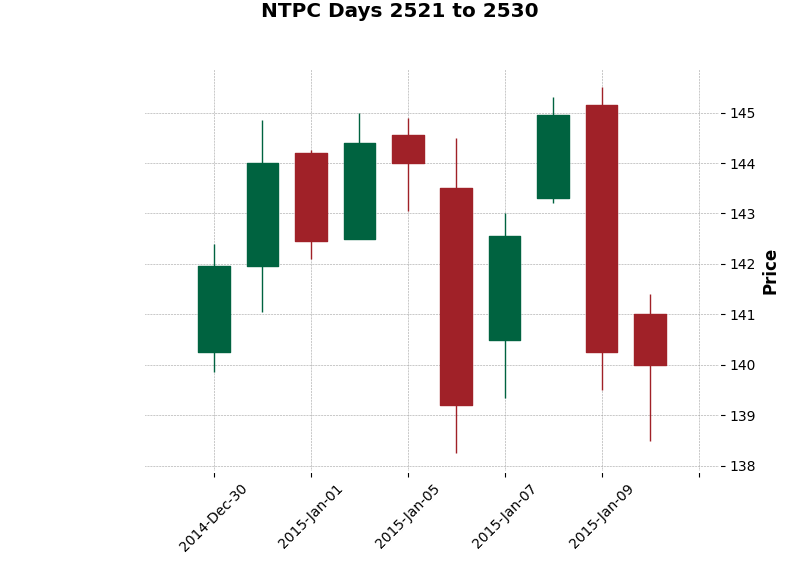 NTPC Days 2521 to 2530
145
144
143
142
141
140
139
138
Price
2014-Dec-30
2015-Jan-01
2015-Jan-05
2015-Jan-07
2015-Jan-09